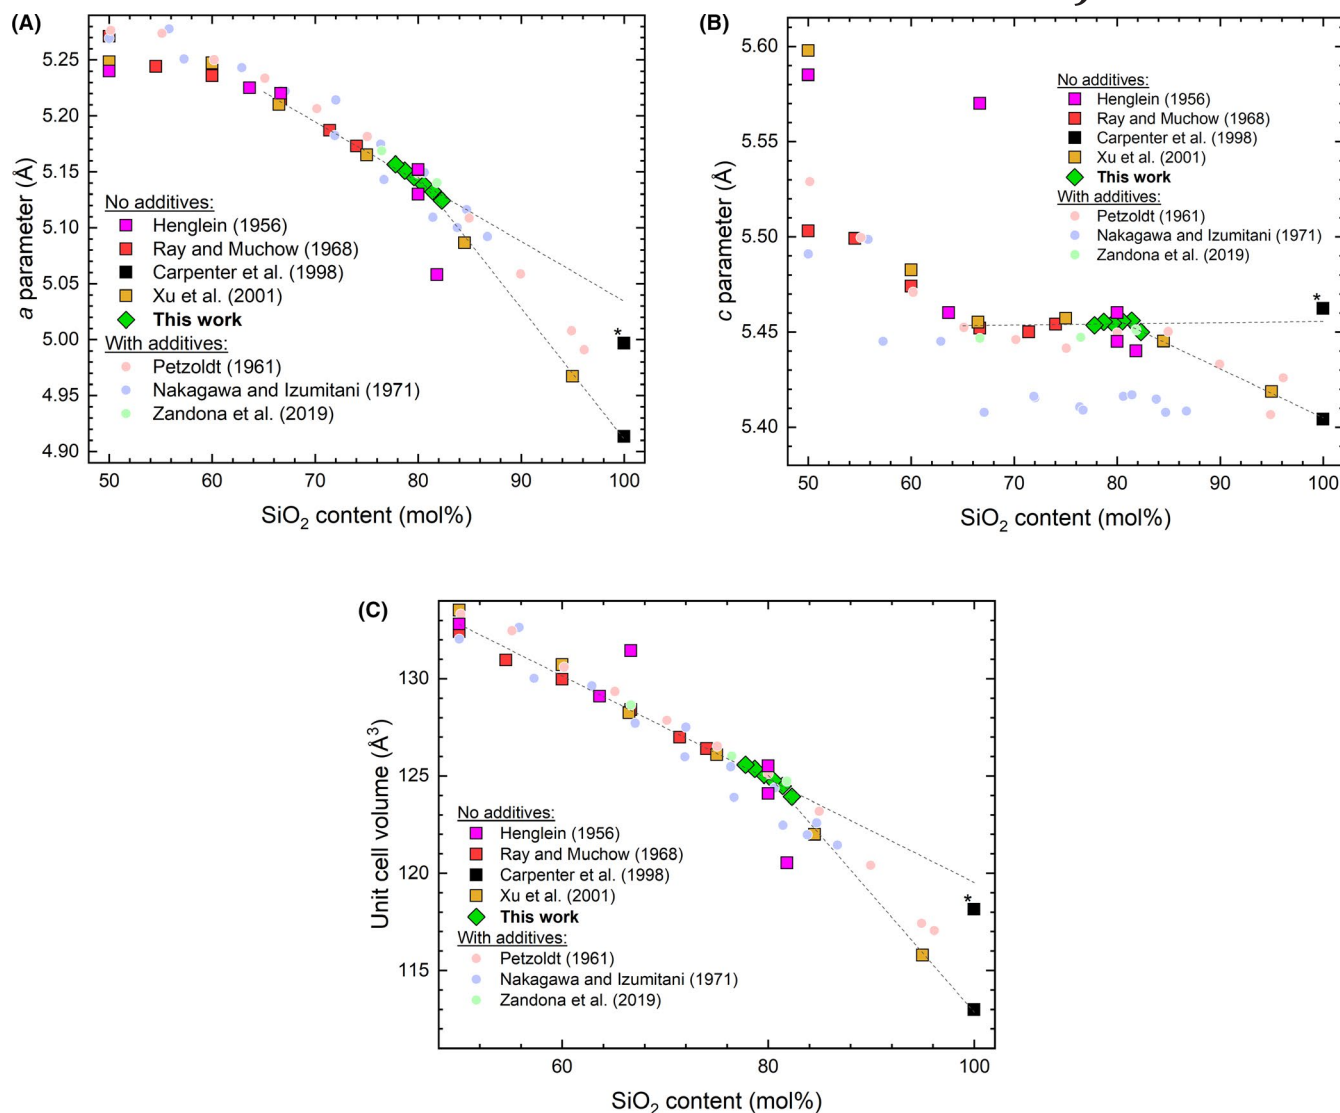 (A)
5.25
5.20
5.15
5.10
5.05
5.00
4.95
4.90
a parameter (Å)
No additives:
Henglein (1956)
Ray and Muchow (1968)
Carpenter et al. (1998)
Xu et al. (2001)
This work
With additives:
Petzoldt (1961)
Nakagawa and Izumitani (1971)
Zandona et al. (2019)
*
50 60 70 80 90 100
SiO₂ content (mol%)
(B)
5.60
5.55
5.50
5.45
5.40
c parameter (Å)
No additives:
Henglein (1956)
Ray and Muchow (1968)
Carpenter et al. (1998)
Xu et al. (2001)
This work
With additives:
Petzoldt (1961)
Nakagawa and Izumitani (1971)
Zandona et al. (2019)
*
50 60 70 80 90 100
SiO₂ content (mol%)
(C)
130
125
120
115
Unit cell volume (Å³)
No additives:
Henglein (1956)
Ray and Muchow (1968)
Carpenter et al. (1998)
Xu et al. (2001)
This work
With additives:
Petzoldt (1961)
Nakagawa and Izumitani (1971)
Zandona et al. (2019)
*
60 80 100
SiO₂ content (mol%)